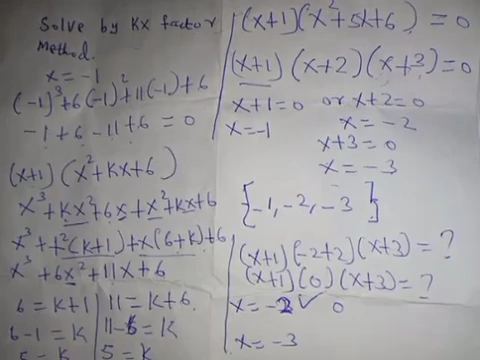 Solve by Kx factor
Method.
x = -1
(-1)³+6(-1)²+11(-1)+6
-1+6-11+6=0
(x+1)(x²+Kx+6)
x³+Kx²+6x+x²+Kx+6
x³+x²(K+1)+x(6+K)+6
x³+6x²+11x+6
6=K+1 | 11=K+6
6-1=K | 11-6=K
5=K | 5=K
(x+1)(x²+5x+6)=0
(x+1)(x+2)(x+3)=0
x+1=0 or x+2=0
x=-1 x=-2
x+3=0
x=-3
{-1,-2,-3}
(x+1)(-2+2)(x+3)=?
(x+1)(0)(x+3)=?
x=-2✓ 0
x=-3